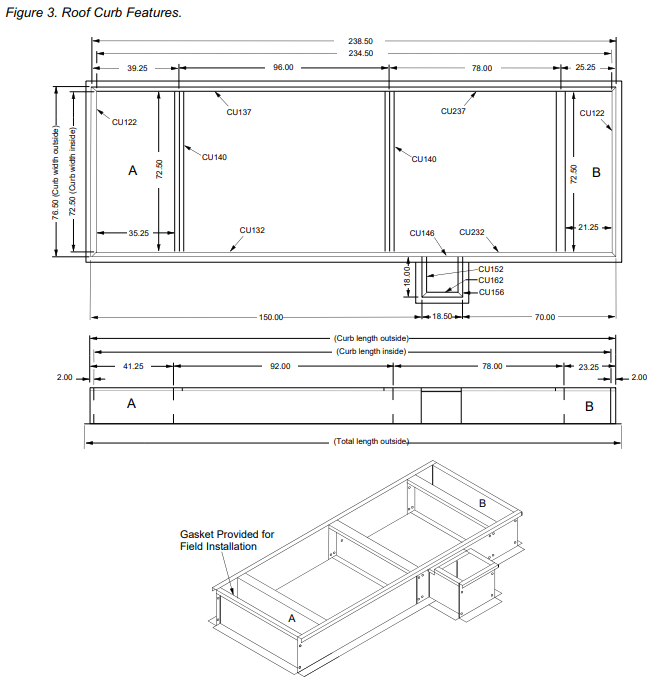 Figure 3. Roof Curb Features.
238.50
234.50
39.25
96.00
78.00
25.25
CU122
CU137
CU237
CU122
76.50 (Curb width outside)
72.50 (Curb width inside)
A
72.50
CU140
CU140
72.50
B
35.25
CU132
CU146
CU232
21.25
18.00
CU152
CU162
CU156
150.00
18.50
70.00
(Curb length outside)
(Curb length inside)
41.25
92.00
78.00
23.25
2.00
2.00
A
B
(Total length outside)
B
Gasket Provided for
Field Installation
A